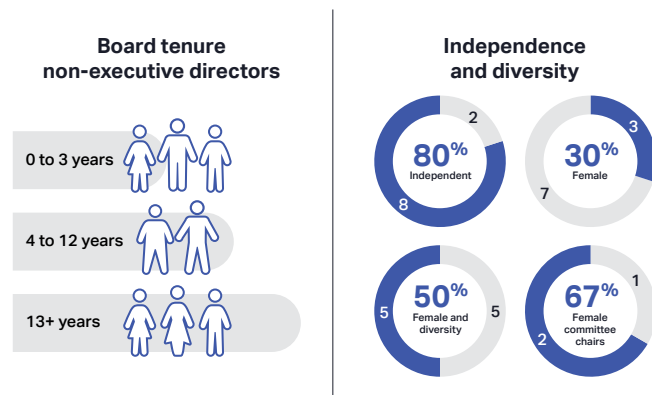 Board tenure
non-executive directors
0 to 3 years
4 to 12 years
13+ years
Independence
and diversity
2
80%
Independent
8
3
30%
Female
7
5
50%
Female and
diversity
5
1
67%
Female
committee
chairs
2